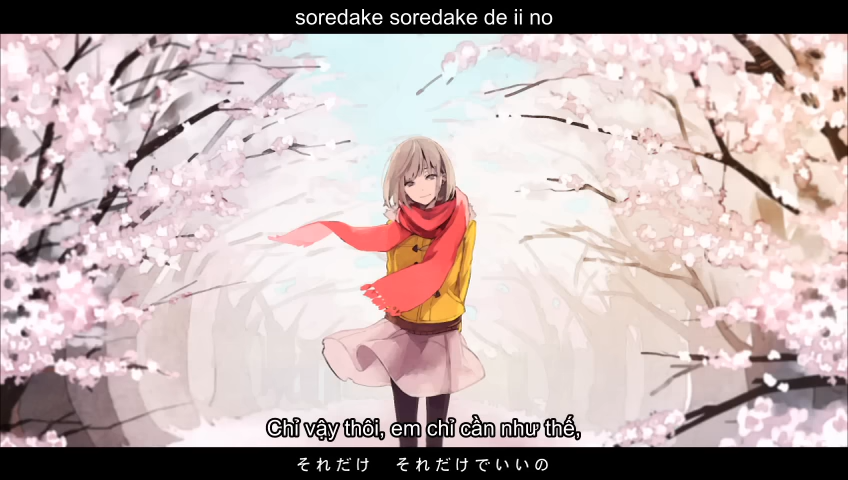 soredake soredake de ii no
Chỉ vậy thôi, em chỉ cần như thế,
それだけ　それだけでいいの